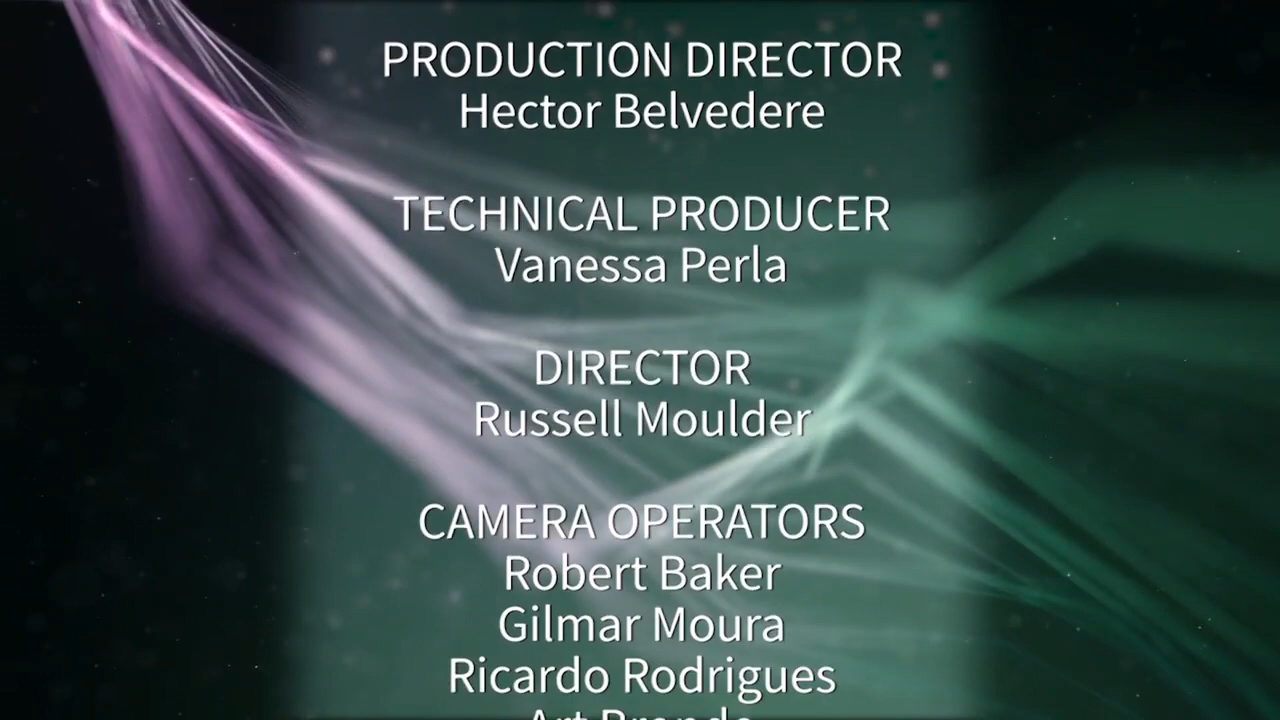 PRODUCTION DIRECTOR
Hector Belvedere
TECHNICAL PRODUCER
Vanessa Perla
DIRECTOR
Russell Moulder
CAMERA OPERATORS
Robert Baker
Gilmar Moura
Ricardo Rodrigues
Art